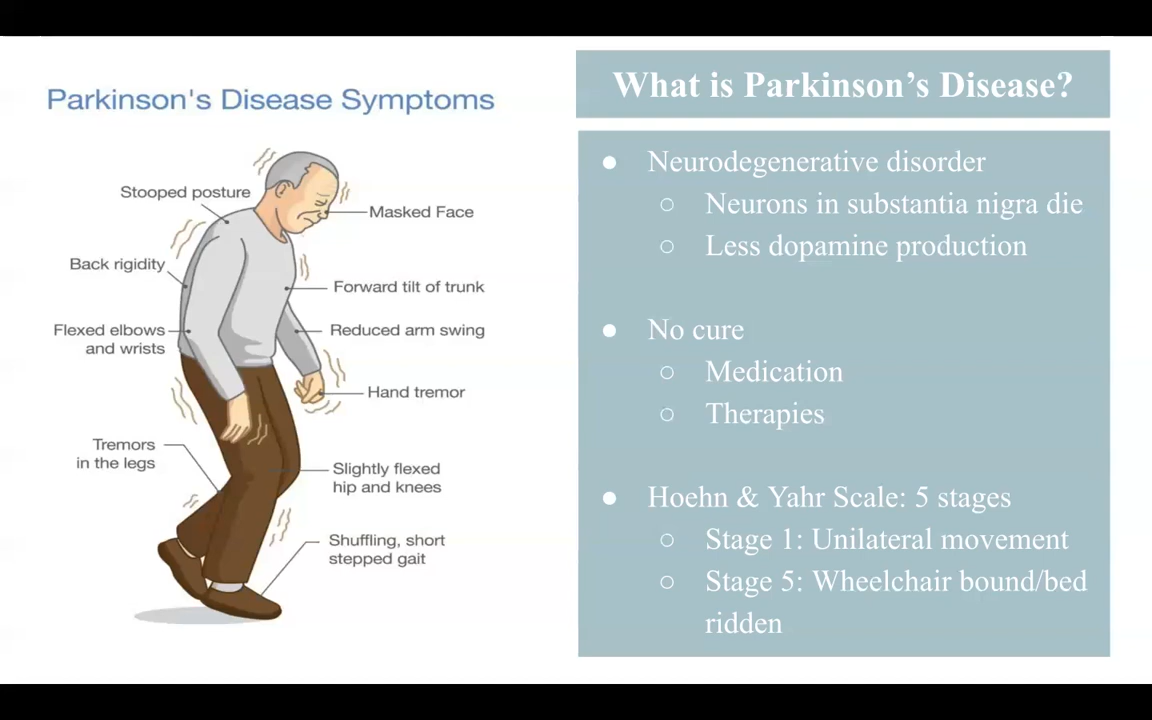 Parkinson's Disease Symptoms
Stooped posture
Masked Face
Back rigidity
Forward tilt of trunk
Flexed elbows
and wrists
Reduced arm swing
Hand tremor
Tremors
in the legs
Slightly flexed
hip and knees
Shuffling, short
stepped gait
What is Parkinson’s Disease?
● Neurodegenerative disorder
○ Neurons in substantia nigra die
○ Less dopamine production
● No cure
○ Medication
○ Therapies
● Hoehn & Yahr Scale: 5 stages
○ Stage 1: Unilateral movement
○ Stage 5: Wheelchair bound/bed
ridden